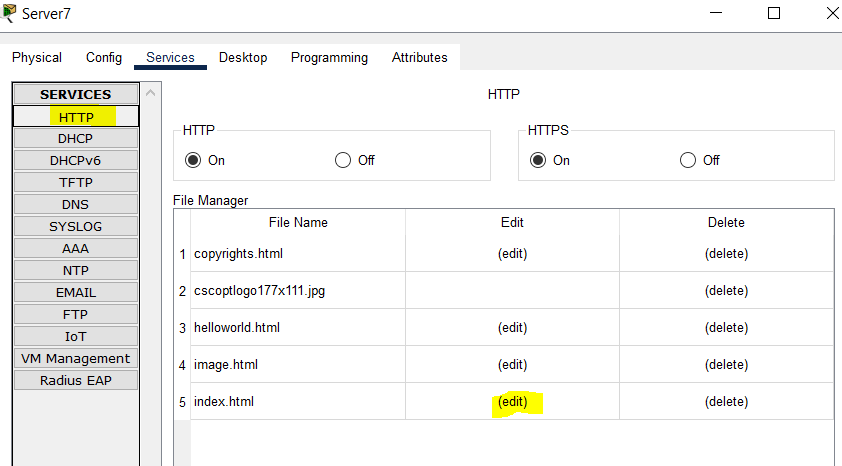 Server7
Physical Config Services Desktop Programming Attributes
SERVICES
HTTP
DHCP
DHCPv6
TFTP
DNS
SYSLOG
AAA
NTP
EMAIL
FTP
IoT
VM Management
Radius EAP
HTTP
HTTP
On Off
HTTPS
On Off
File Manager
File Name Edit Delete
1 copyrights.html (edit) (delete)
2 cscoptlogo177x111.jpg (delete)
3 helloworld.html (edit) (delete)
4 image.html (edit) (delete)
5 index.html (edit) (delete)